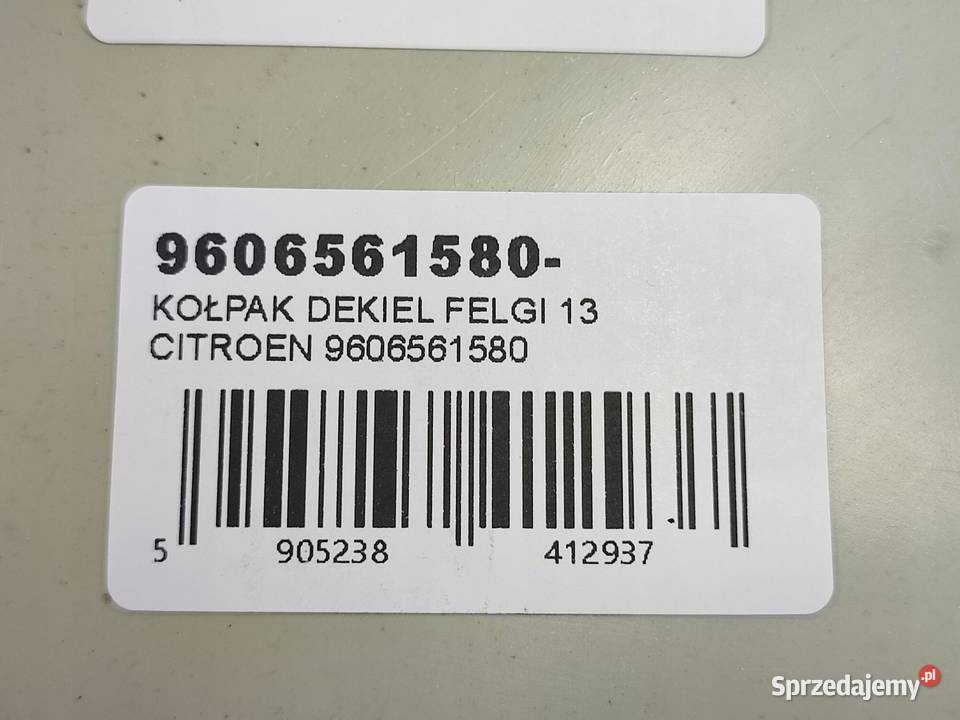 9606561580-
KOŁPAK DEKIEL FELGI 13
CITROEN 9606561580
5 905238 412937
Sprzedajemy.pl